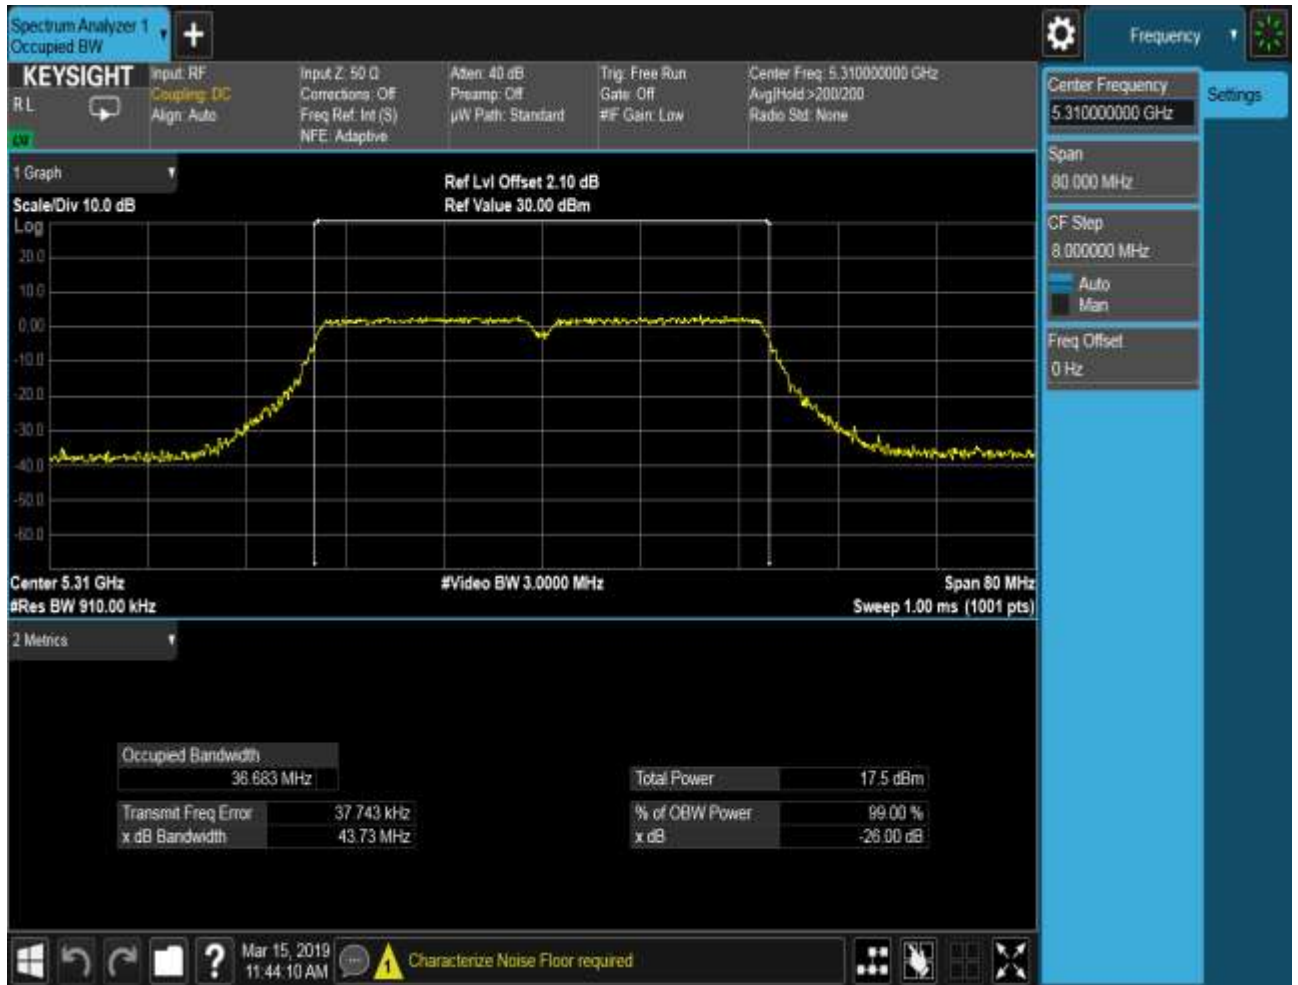 Spectrum Analyzer 1
Occupied BW
Frequency
KEYSIGHT
R L
Input: RF
Coupling: DC
Align: Auto
Input Z: 50 Ω
Corrections: Off
Freq Ref: Int (S)
NFE: Adaptive
Atten: 40 dB
Preamp: Off
µW Path: Standard
Trig: Free Run
Gate: Off
#IF Gain: Low
Center Freq: 5.310000000 GHz
Avg|Hold:>200/200
Radio Std: None
Center Frequency
5.310000000 GHz
Settings
Span
80.000 MHz
CF Step
8.000000 MHz
Auto
Man
Freq Offset
0 Hz
1 Graph
Scale/Div 10.0 dB
Ref Lvl Offset 2.10 dB
Ref Value 30.00 dBm
Log
20.0
10.0
0.00
-10.0
-20.0
-30.0
-40.0
-50.0
-60.0
Center 5.31 GHz
#Res BW 910.00 kHz
#Video BW 3.0000 MHz
Span 80 MHz
Sweep 1.00 ms (1001 pts)
2 Metrics
Occupied Bandwidth
36.683 MHz
Transmit Freq Error 37.743 kHz
x dB Bandwidth 43.73 MHz
Total Power 17.5 dBm
% of OBW Power 99.00 %
x dB -26.00 dB
?
Mar 15, 2019
11:44:10 AM
1
Characterize Noise Floor required